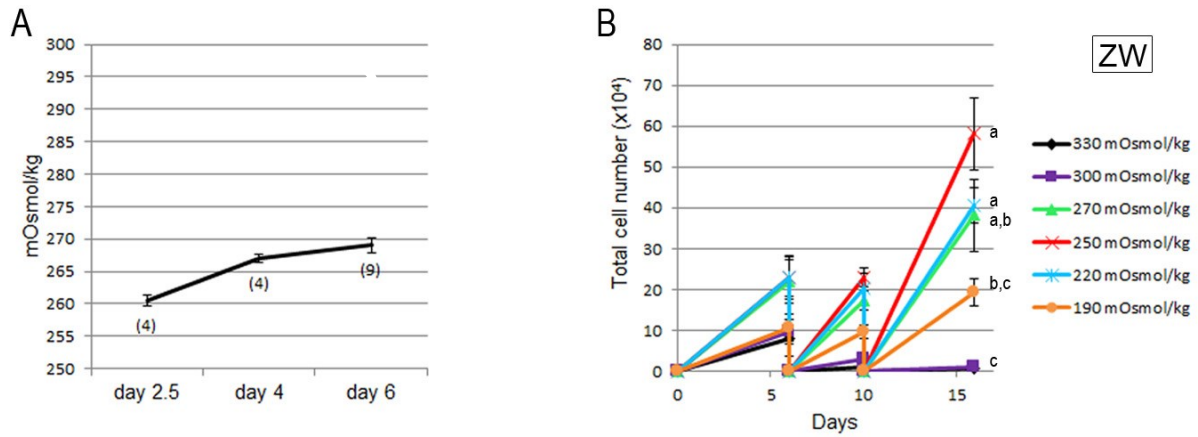 A
mOsmol/kg
300
295
290
285
280
275
270
265
260
255
250
(4)
(4)
(9)
day 2.5
day 4
day 6
B
Total cell number (x10⁴)
80
70
60
50
40
30
20
10
0
0
5
10
15
Days
a
a
a,b
b,c
c
ZW
330 mOsmol/kg
300 mOsmol/kg
270 mOsmol/kg
250 mOsmol/kg
220 mOsmol/kg
190 mOsmol/kg